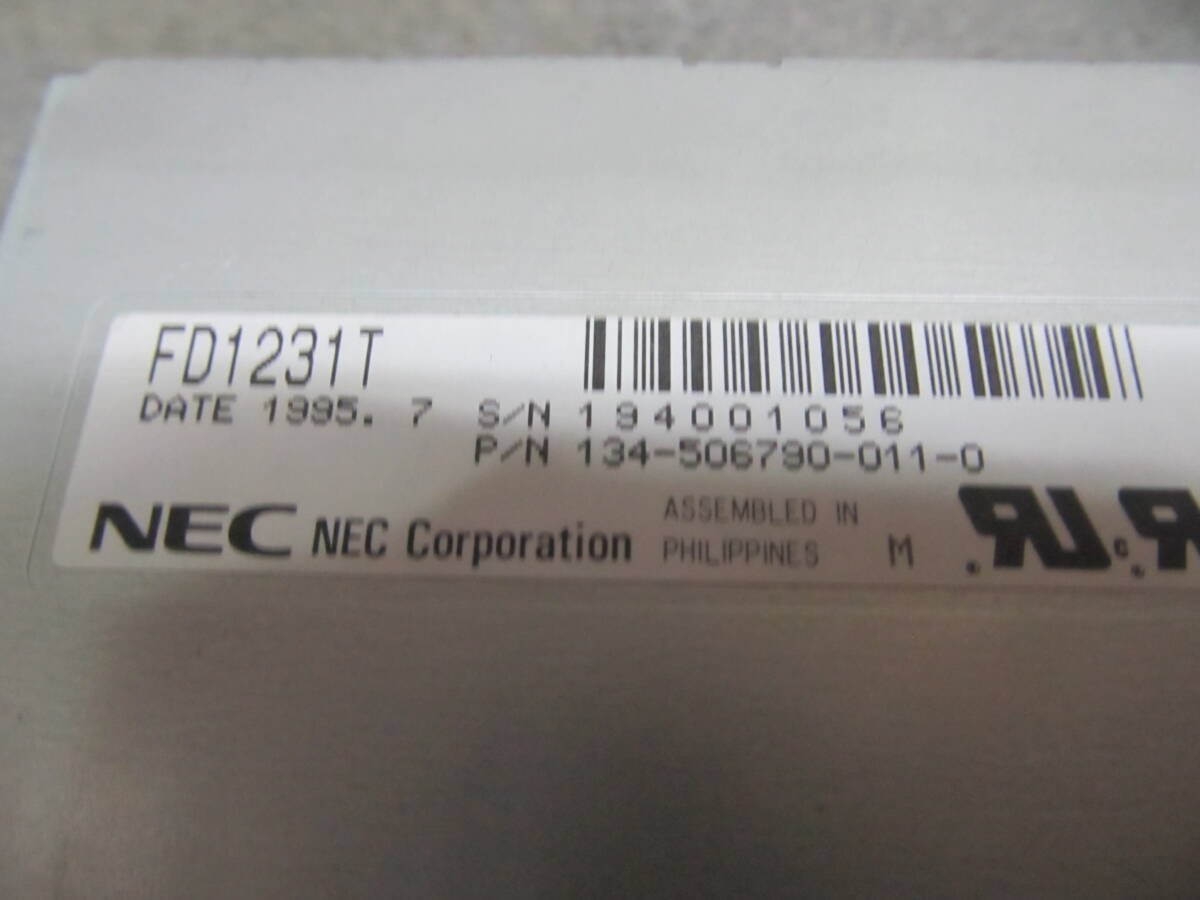 FD1231T
DATE 1995. 7 S/N 194001056
P/N 134-506790-011-0
NEC NEC Corporation ASSEMBLED IN
PHILIPPINES M